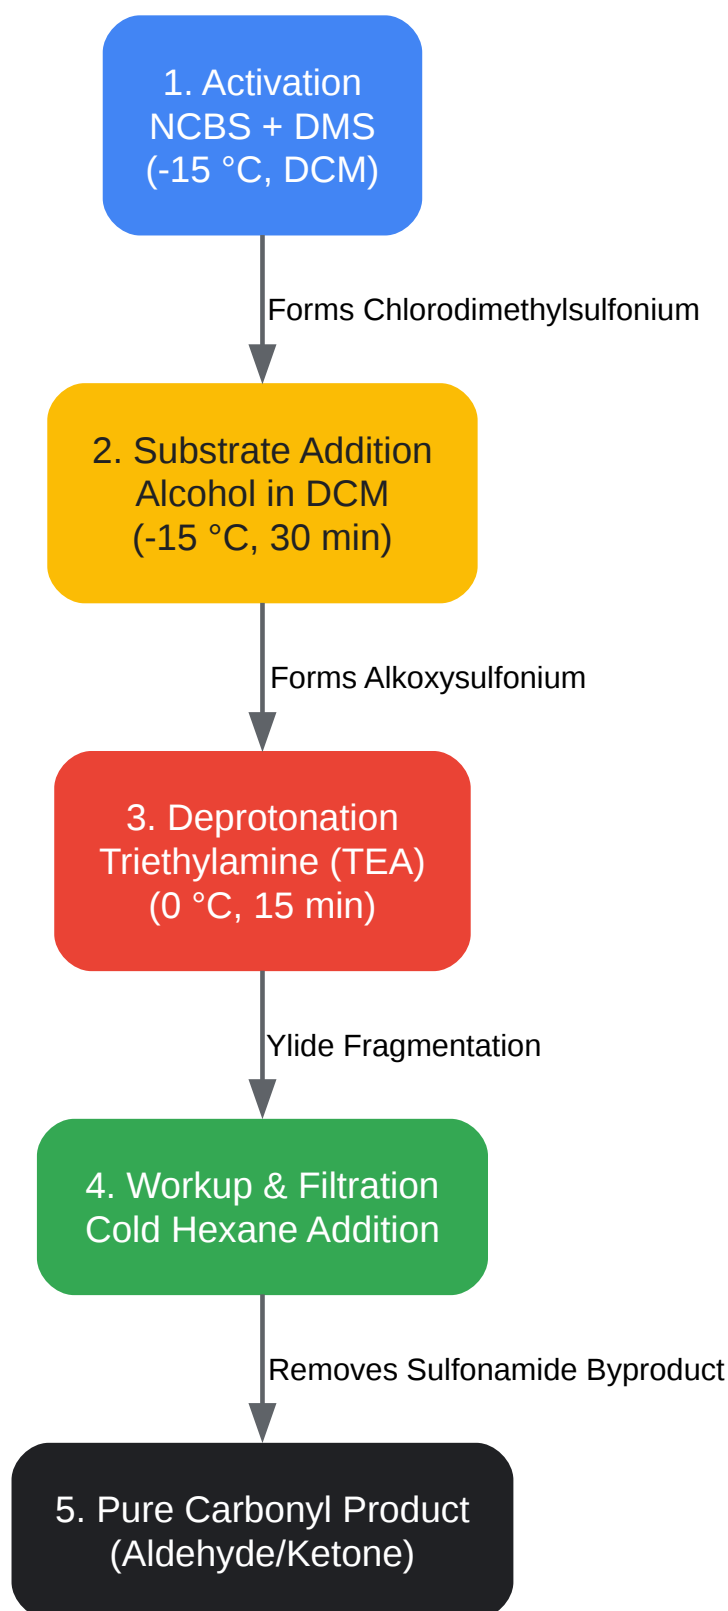 1. Activation
NCBS + DMS
(-15 °C, DCM)
Forms Chlorodimethylsulfonium
2. Substrate Addition
Alcohol in DCM
(-15 °C, 30 min)
Forms Alkoxysulfonium
3. Deprotonation
Triethylamine (TEA)
(0 °C, 15 min)
Ylide Fragmentation
4. Workup & Filtration
Cold Hexane Addition
Removes Sulfonamide Byproduct
5. Pure Carbonyl Product
(Aldehyde/Ketone)